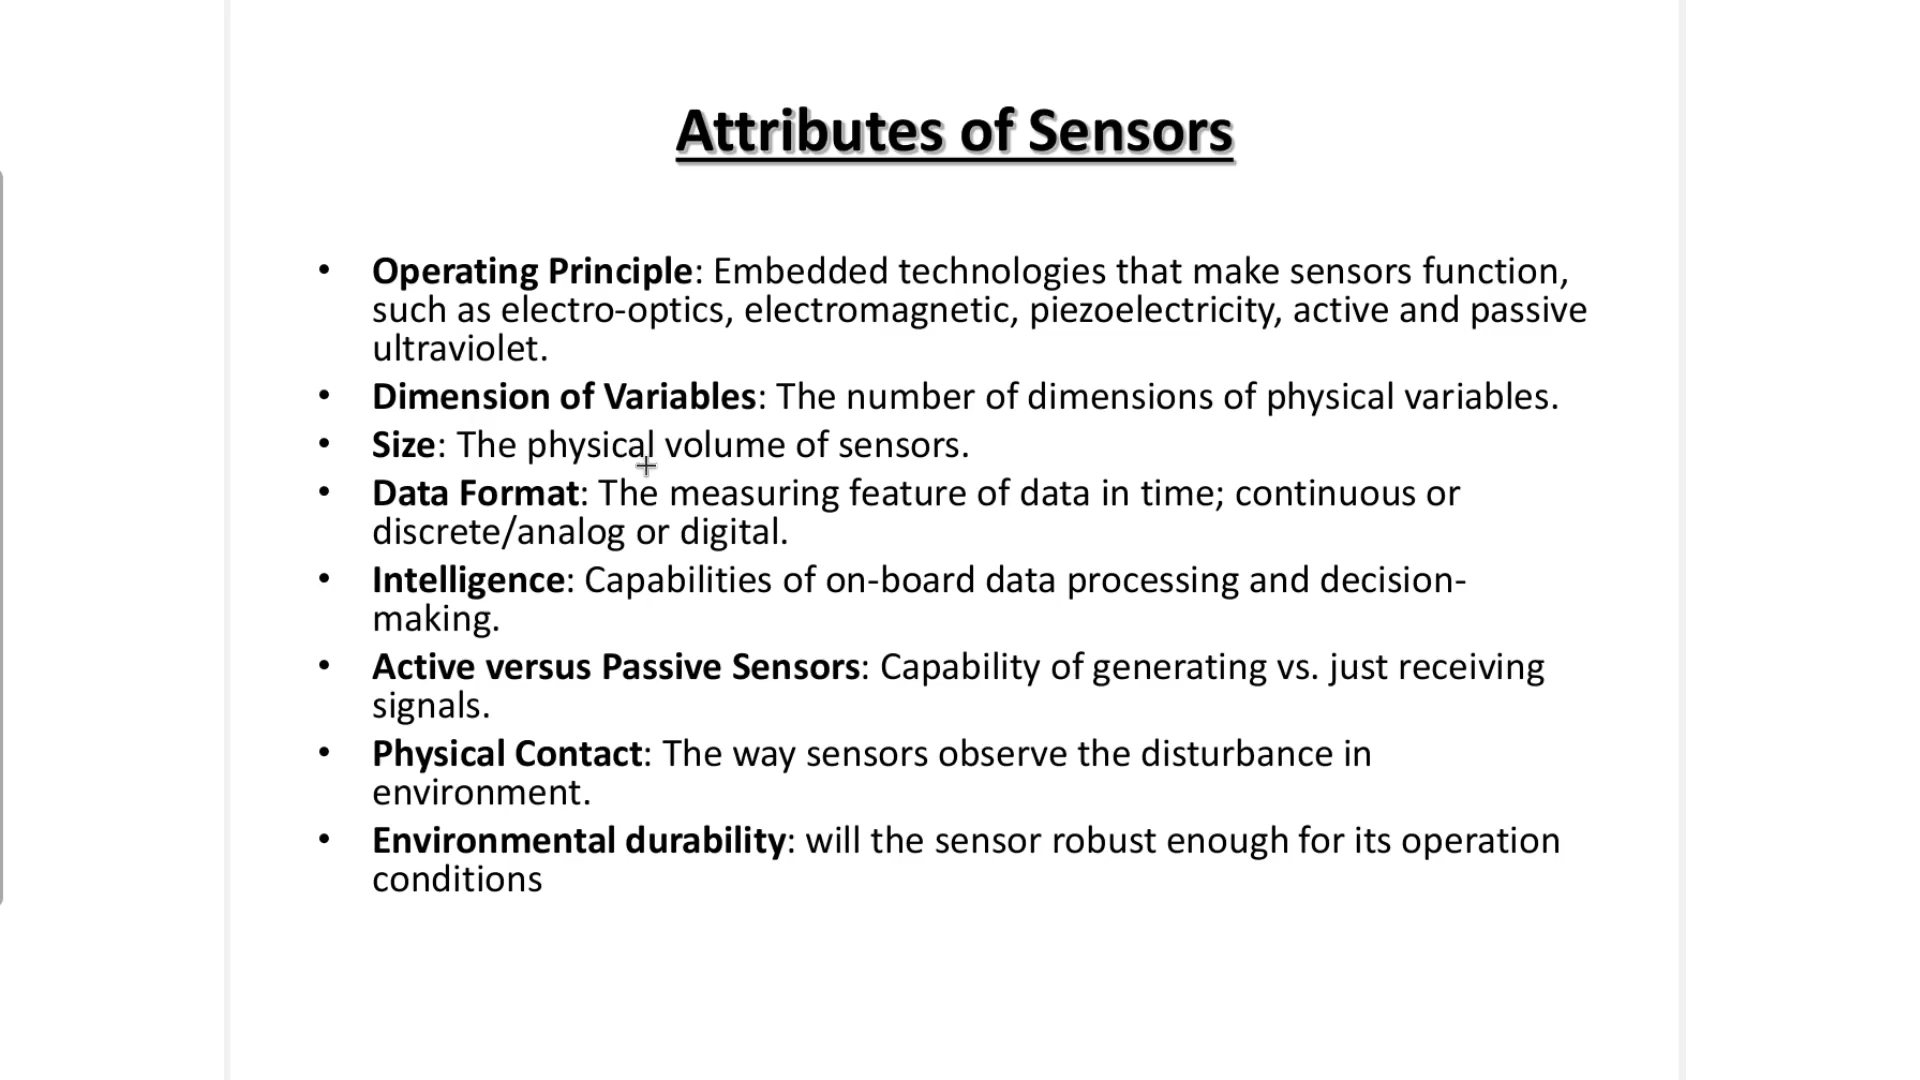 Attributes of Sensors
• Operating Principle: Embedded technologies that make sensors function,
such as electro-optics, electromagnetic, piezoelectricity, active and passive
ultraviolet.
• Dimension of Variables: The number of dimensions of physical variables.
• Size: The physical volume of sensors.
• Data Format: The measuring feature of data in time; continuous or
discrete/analog or digital.
• Intelligence: Capabilities of on-board data processing and decision-
making.
• Active versus Passive Sensors: Capability of generating vs. just receiving
signals.
• Physical Contact: The way sensors observe the disturbance in
environment.
• Environmental durability: will the sensor robust enough for its operation
conditions